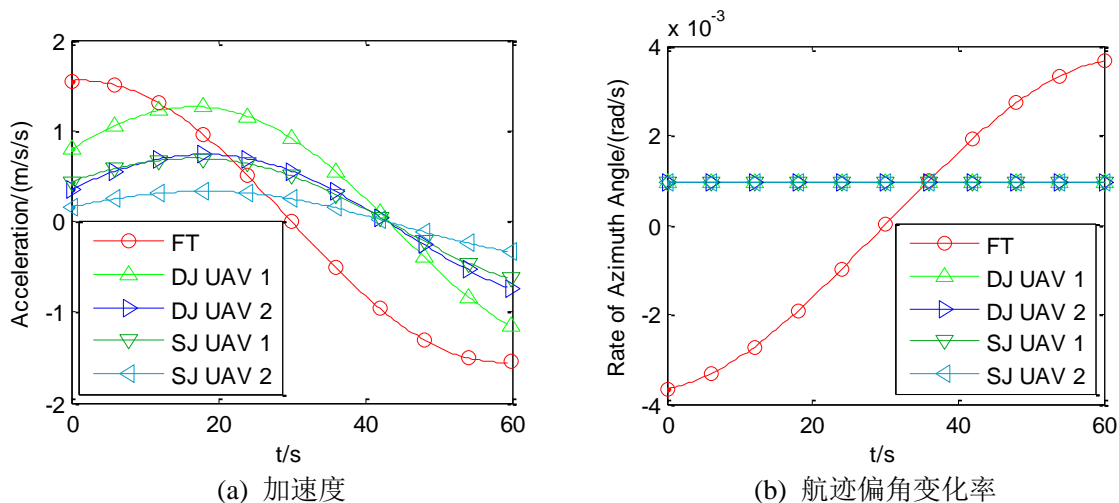 2
1
0
-1
-2
0
20
40
60
Acceleration/(m/s/s)
t/s
FT
DJ UAV 1
DJ UAV 2
SJ UAV 1
SJ UAV 2
(a) 加速度
x 10⁻³
4
2
0
-2
-4
0
20
40
60
Rate of Azimuth Angle/(rad/s)
t/s
FT
DJ UAV 1
DJ UAV 2
SJ UAV 1
SJ UAV 2
(b) 航迹偏角变化率